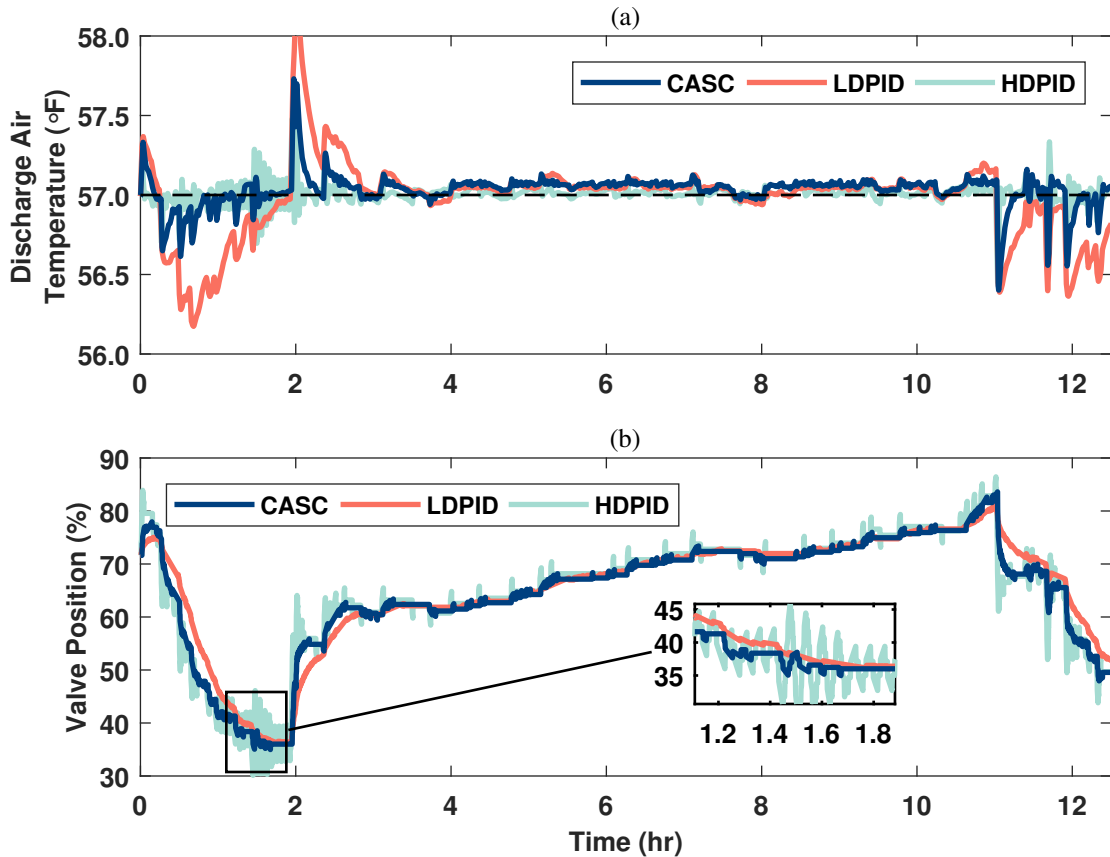 (a)
58.0
57.5
57.0
56.5
56.0
Discharge Air
Temperature (°F)
CASC LDPID HDPID
0 2 4 6 8 10 12
(b)
90
80
70
60
50
40
30
Valve Position (%)
CASC LDPID HDPID
45
40
35
1.2 1.4 1.6 1.8
0 2 4 6 8 10 12
Time (hr)